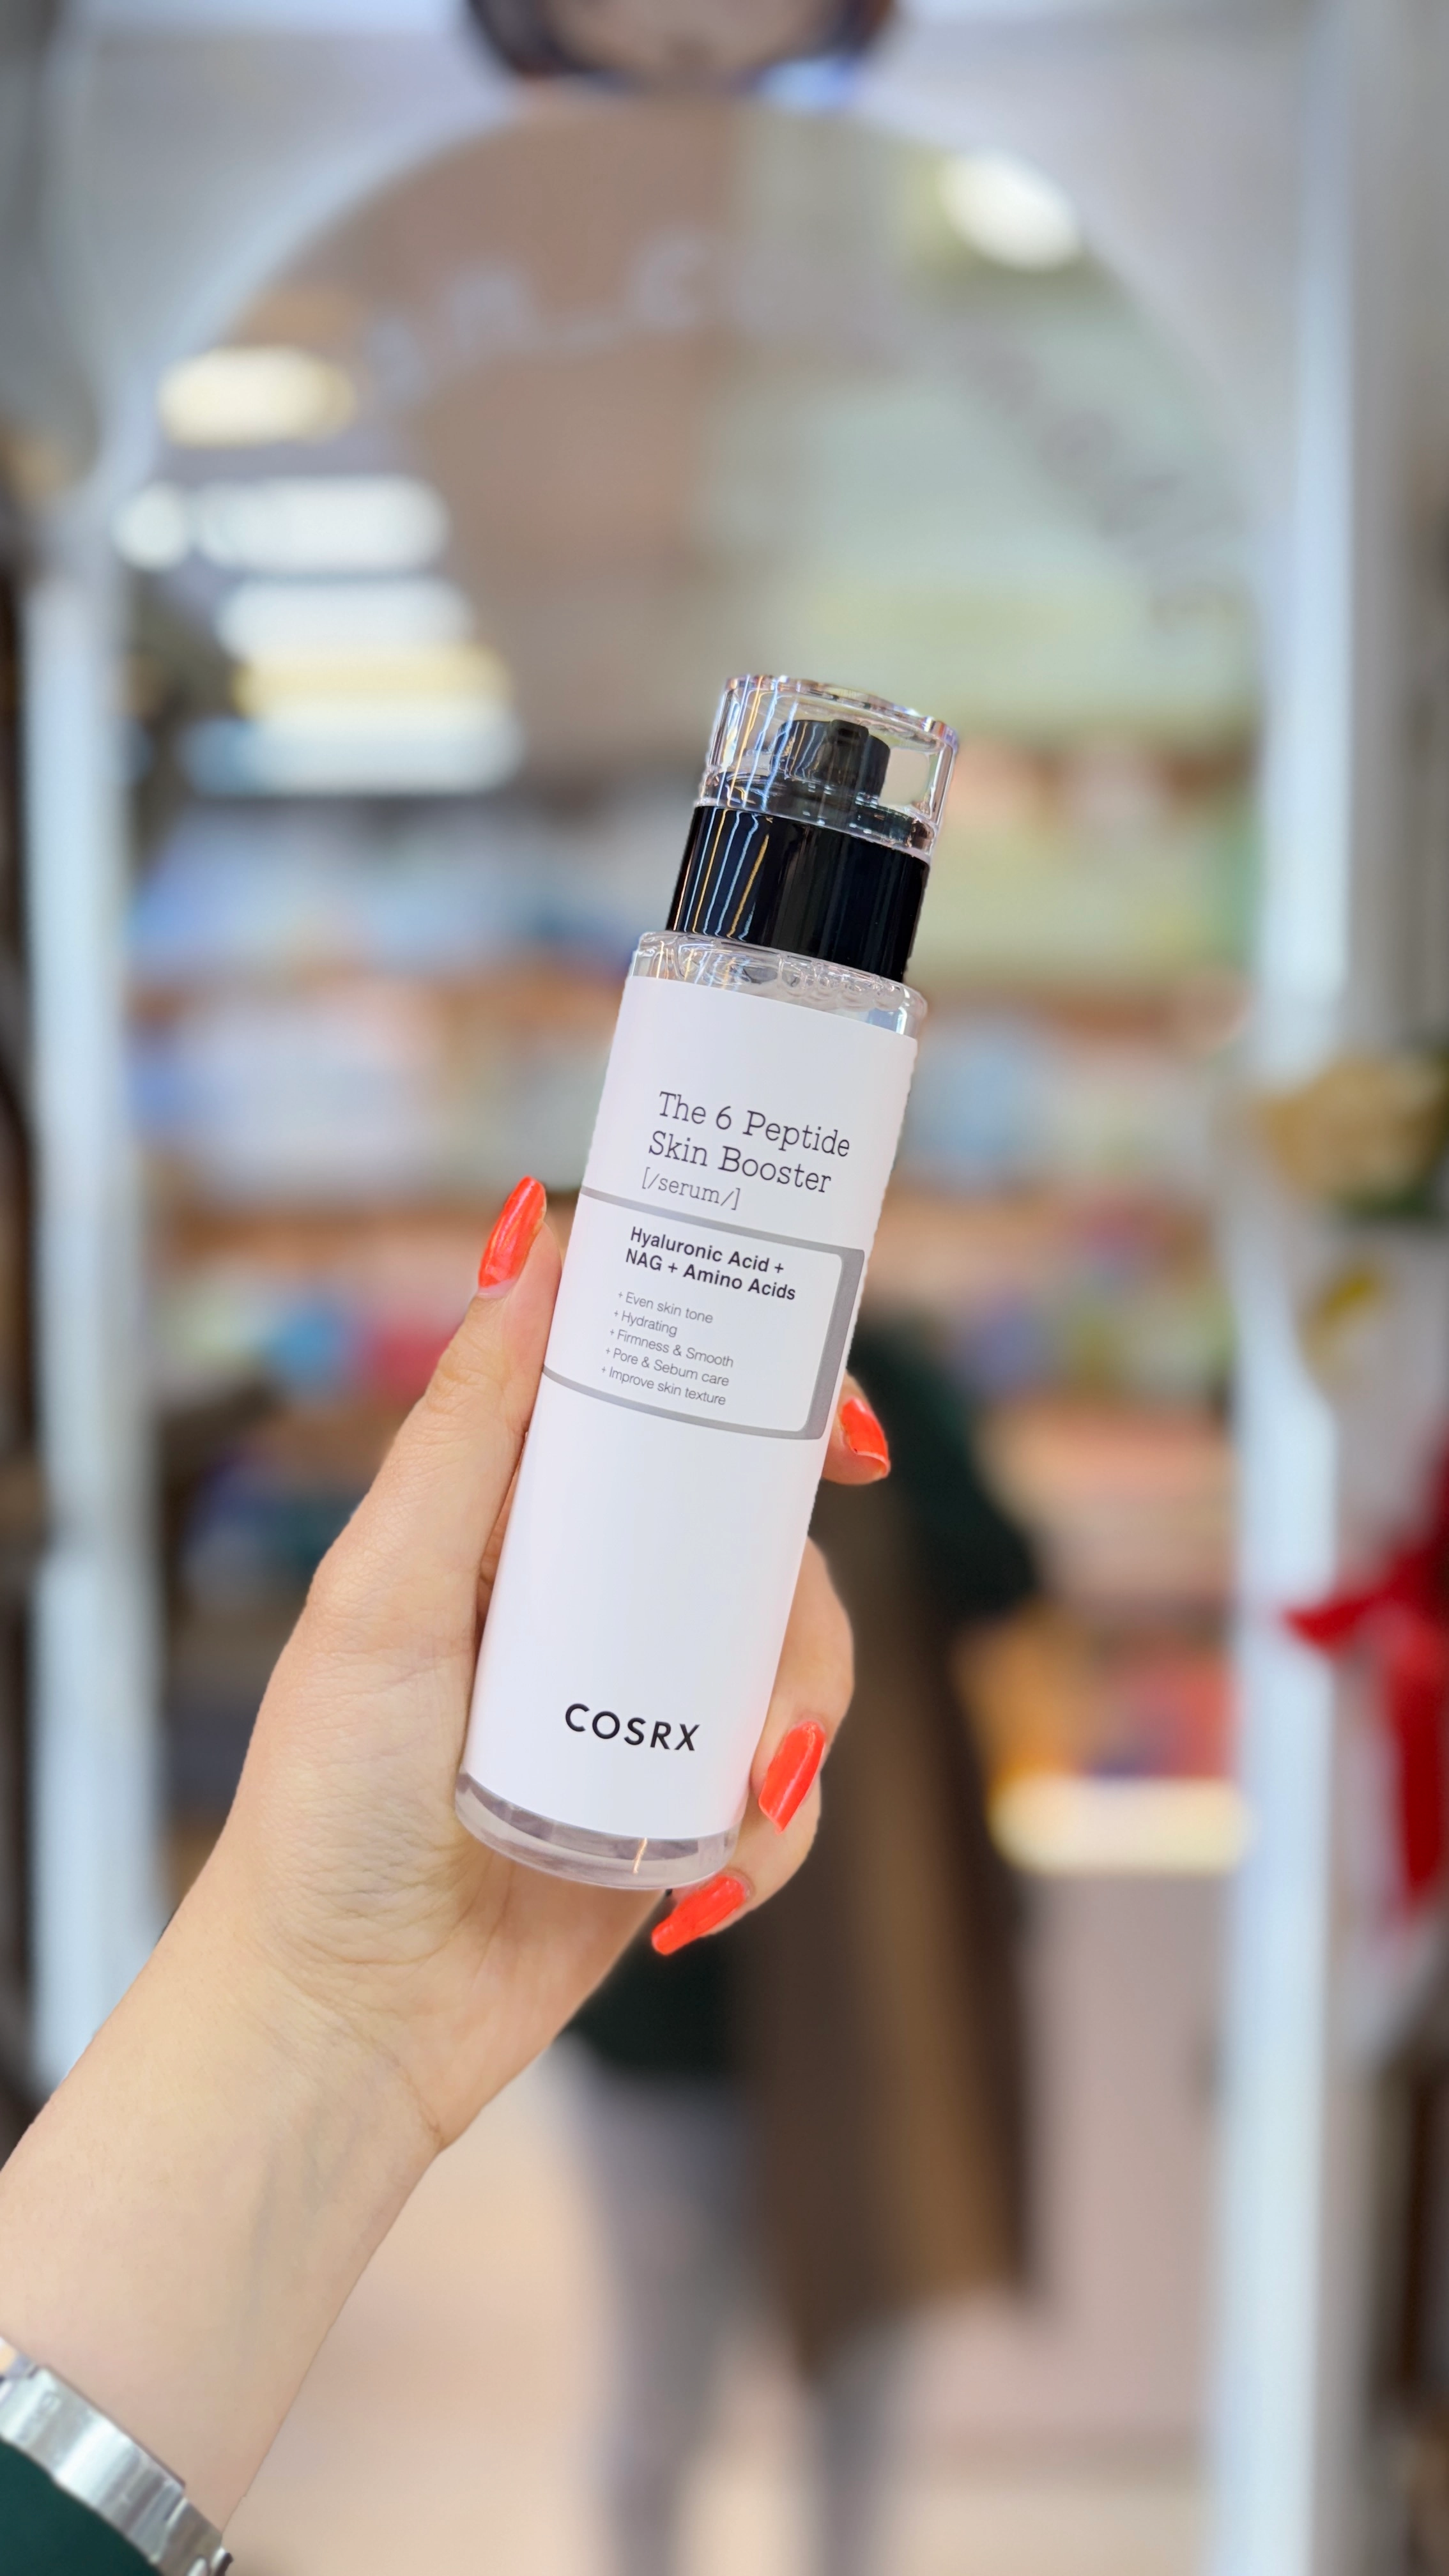 The 6 Peptide
Skin Booster
[/serum/]
Hyaluronic Acid +
NAG + Amino Acids
+ Even skin tone
+ Hydrating
+ Firmness & Smooth
+ Pore & Sebum care
+ Improve skin texture
COSRX